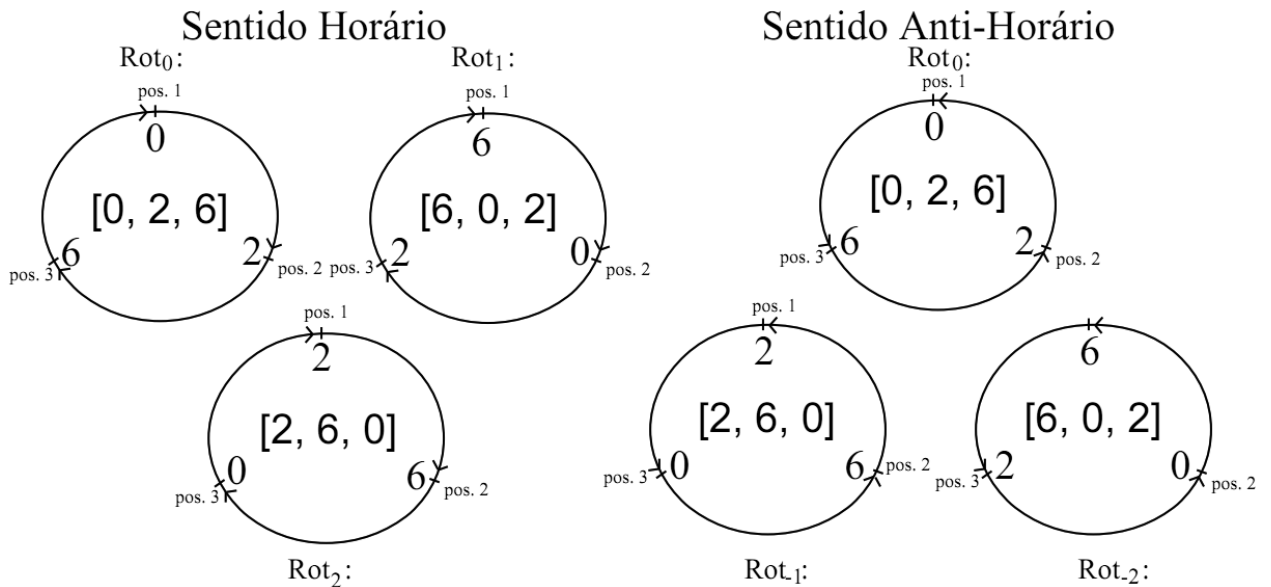 Sentido Horário
Rot0:
pos. 1
0
[0, 2, 6]
6
2
pos. 3
pos. 2
Rot1:
pos. 1
6
[6, 0, 2]
2
0
pos. 3
pos. 2
pos. 1
2
[2, 6, 0]
0
6
pos. 3
pos. 2
Rot2:
Sentido Anti-Horário
Rot0:
pos. 1
0
[0, 2, 6]
6
2
pos. 3
pos. 2
pos. 1
2
[2, 6, 0]
0
6
pos. 3
pos. 2
Rot-1:
6
[6, 0, 2]
2
0
pos. 3
pos. 2
Rot-2: